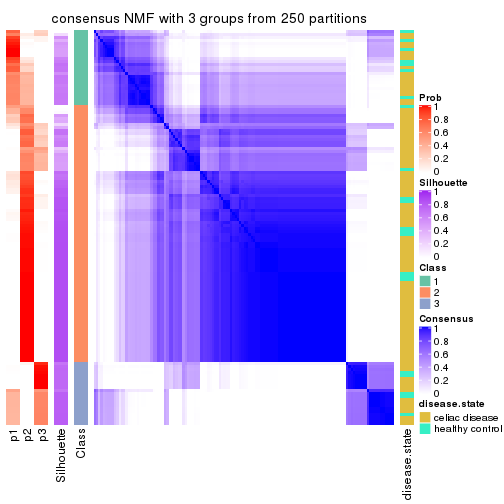 consensus NMF with 3 groups from 250 partitions
Prob
1
0.8
0.6
0.4
0.2
0
Silhouette
1
0.8
0.6
0.4
0.2
0
Class
1
2
3
Consensus
1
0.8
0.6
0.4
0.2
0
disease.state
celiac disease
healthy control
p1
p2
p3
Silhouette
Class
disease.state